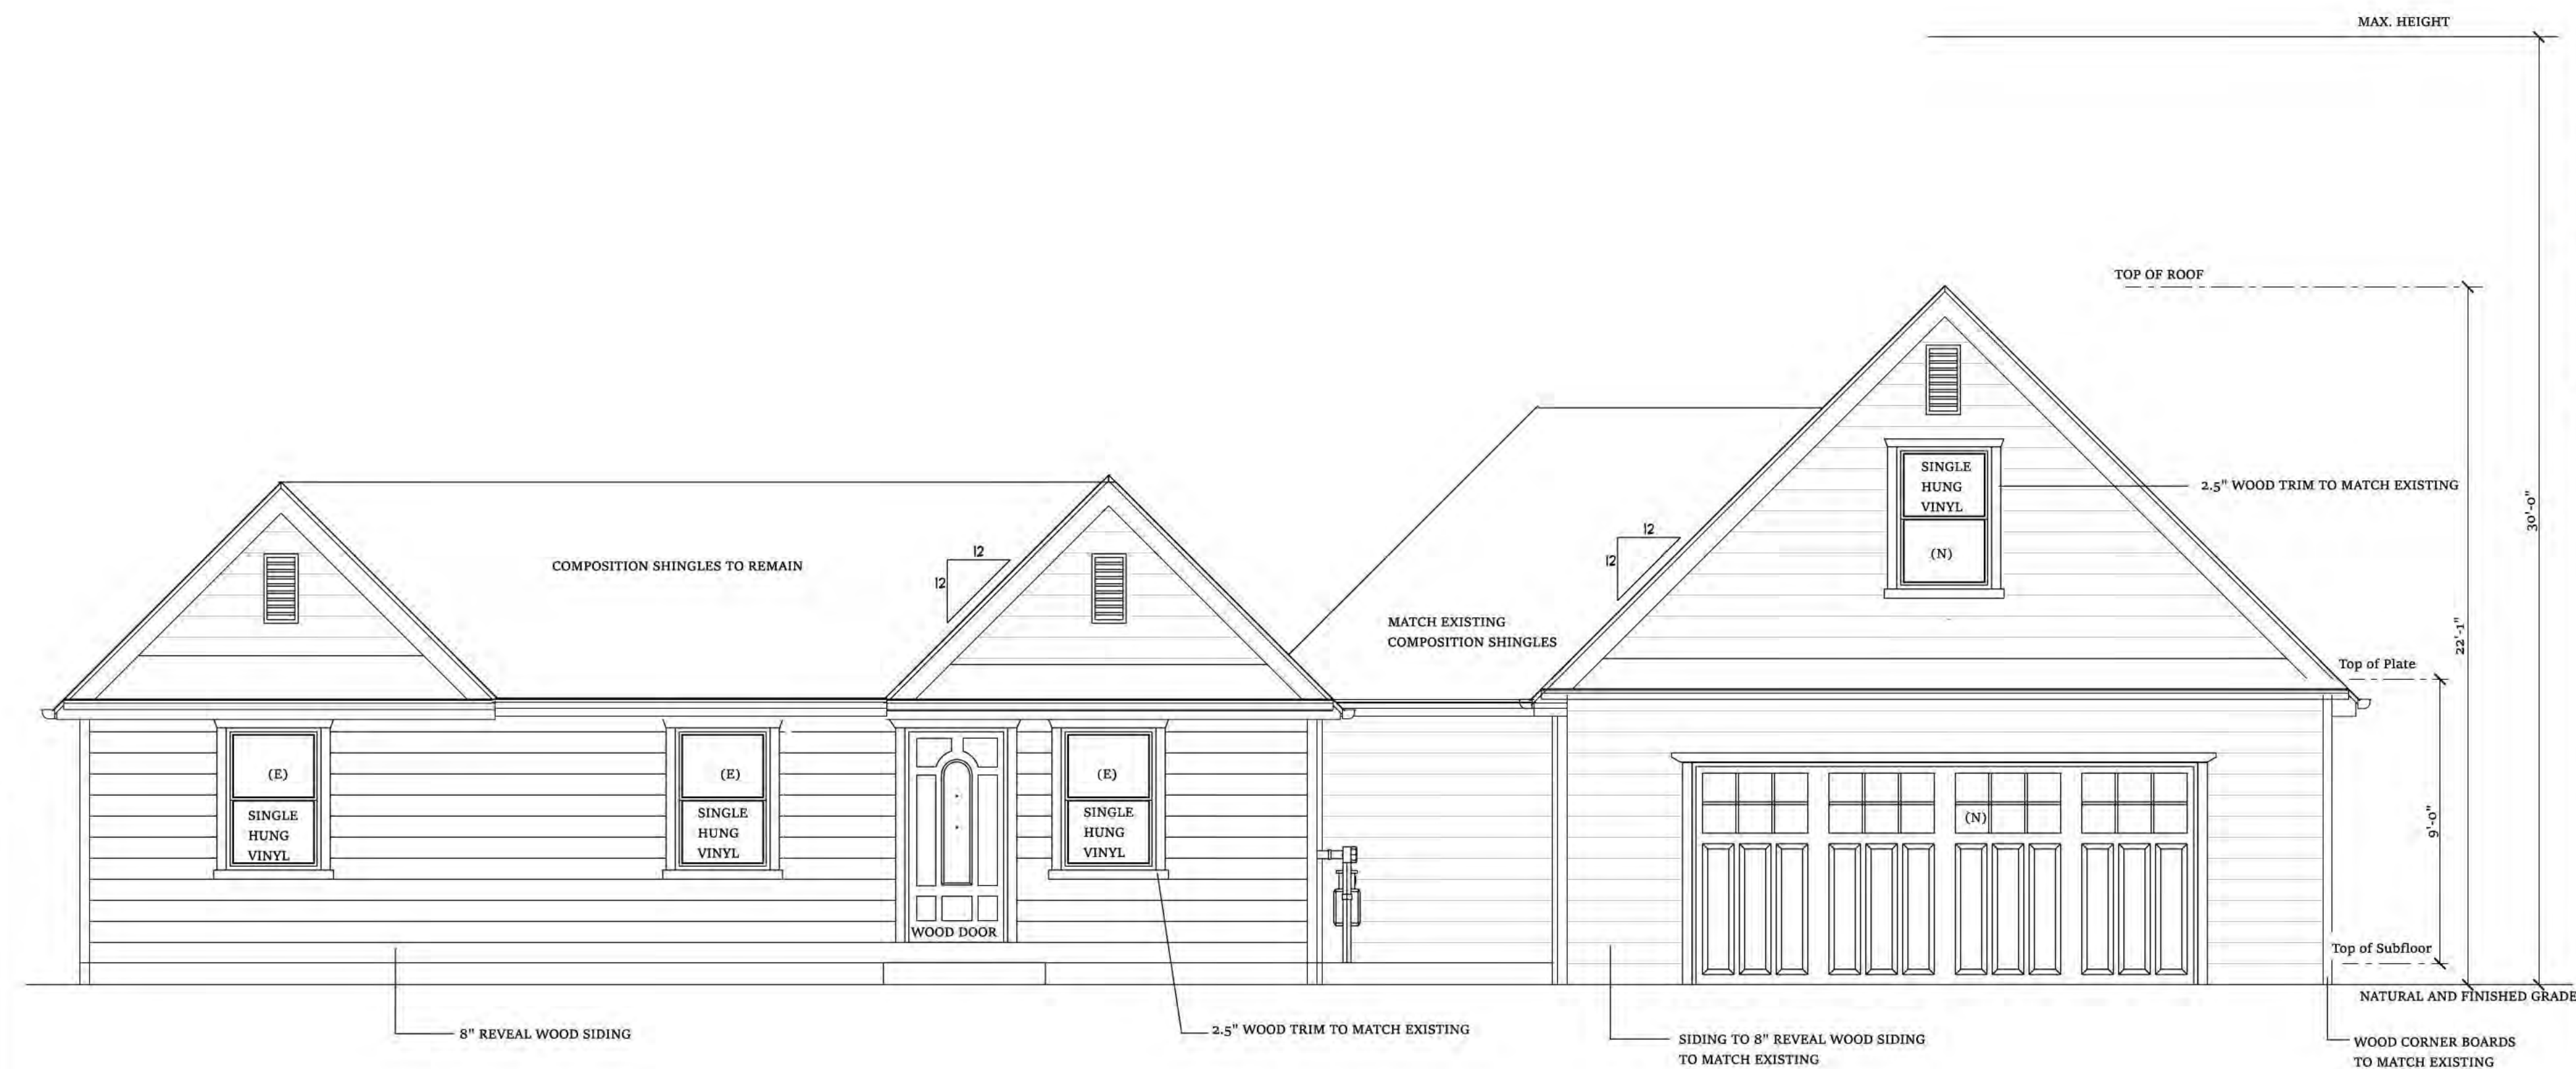 MAX. HEIGHT
TOP OF ROOF
SINGLE
HUNG
VINYL
(N)
2.5" WOOD TRIM TO MATCH EXISTING
30'-0"
12
12
COMPOSITION SHINGLES TO REMAIN
12
12
MATCH EXISTING
COMPOSITION SHINGLES
22'-1"
Top of Plate
(E)
SINGLE
HUNG
VINYL
(E)
SINGLE
HUNG
VINYL
(E)
SINGLE
HUNG
VINYL
(N)
9'-0"
WOOD DOOR
Top of Subfloor
NATURAL AND FINISHED GRADE
8" REVEAL WOOD SIDING
2.5" WOOD TRIM TO MATCH EXISTING
SIDING TO 8" REVEAL WOOD SIDING
TO MATCH EXISTING
WOOD CORNER BOARDS
TO MATCH EXISTING